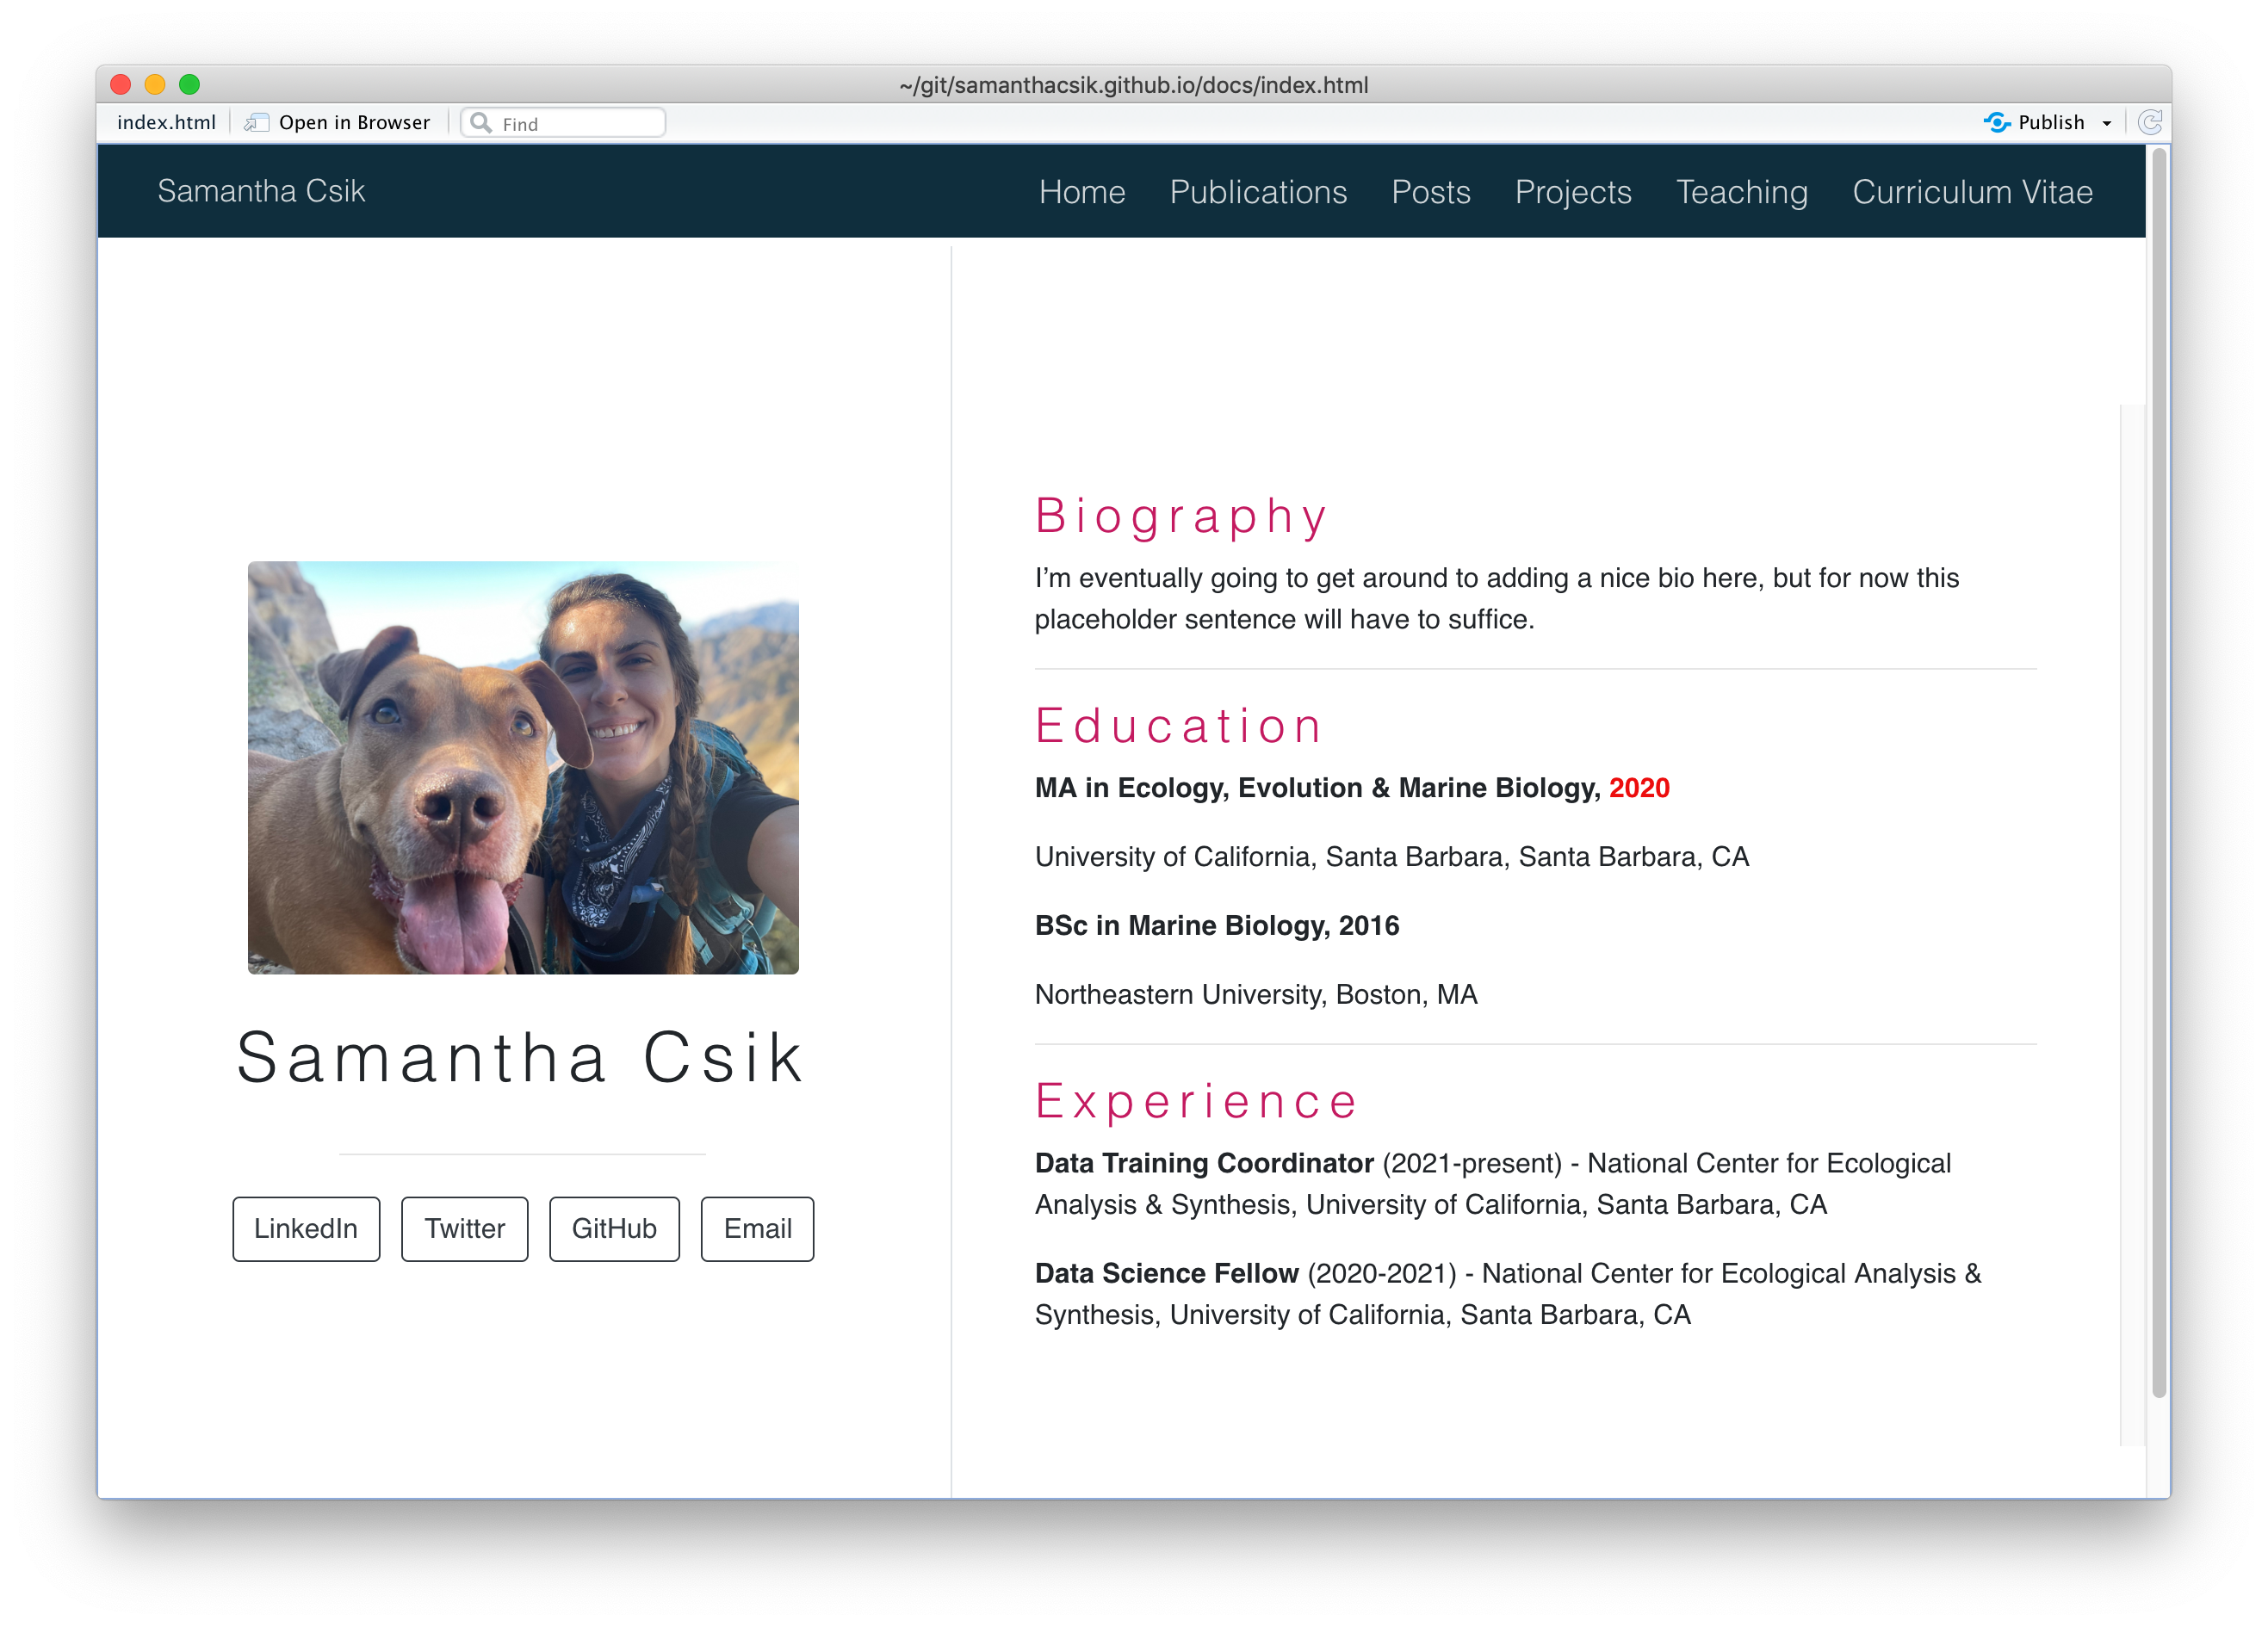 ~/git/samanthacsik.github.io/docs/index.html
index.html Open in Browser Find Publish
Samantha Csik Home Publications Posts Projects Teaching Curriculum Vitae
Samantha Csik
LinkedIn Twitter GitHub Email
Biography
I’m eventually going to get around to adding a nice bio here, but for now this
placeholder sentence will have to suffice.
Education
MA in Ecology, Evolution & Marine Biology, 2020
University of California, Santa Barbara, Santa Barbara, CA
BSc in Marine Biology, 2016
Northeastern University, Boston, MA
Experience
Data Training Coordinator (2021-present) - National Center for Ecological
Analysis & Synthesis, University of California, Santa Barbara, CA
Data Science Fellow (2020-2021) - National Center for Ecological Analysis &
Synthesis, University of California, Santa Barbara, CA